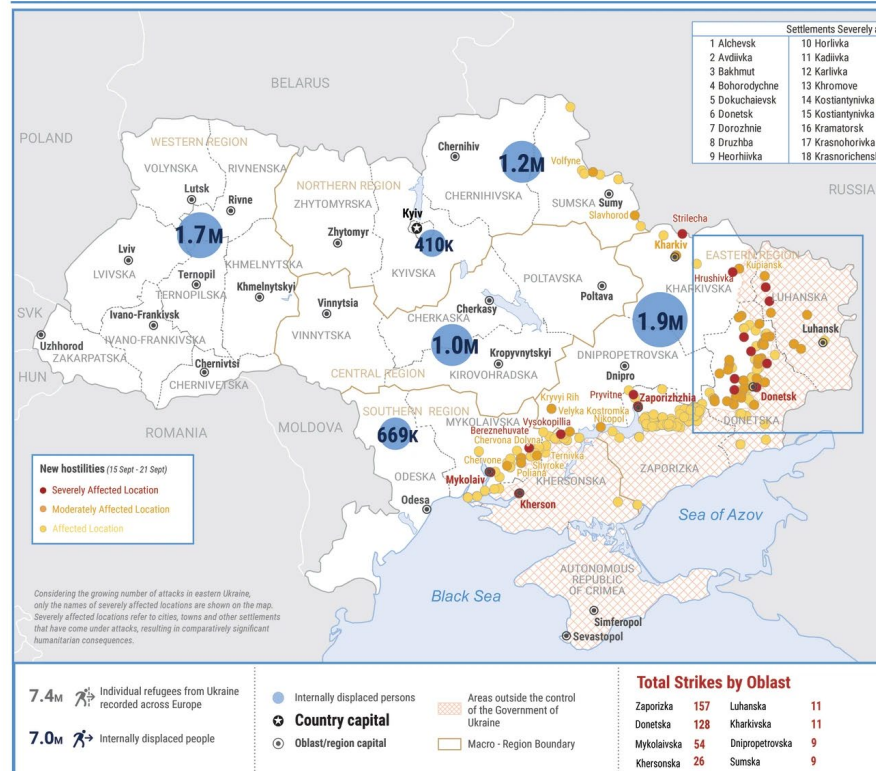 Settlements Severely a
1 Alchevsk
2 Avdiivka
3 Bakhmut
4 Bohorodychne
5 Dokuchaievsk
6 Donetsk
7 Dorozhnie
8 Druzhba
9 Heorhiivka
10 Horlivka
11 Kadiivka
12 Karlivka
13 Khromove
14 Kostiantynivka
15 Kostiantynivka
16 Kramatorsk
17 Krasnohorivka
18 Krasnorichensk
BELARUS
POLAND
WESTERN REGION
VOLYNSKA
RIVNENSKA
Lutsk
Rivne
1.7M
Lviv
LVIVSKA
Ternopil
TERNOPILSKA
KHMELNYTSKA
Khmelnytskyi
Ivano-Frankivsk
IVANO-FRANKIVSKA
SVK
Uzhhorod
ZAKARPATSKA
HUN
Chernivtsi
CHERNIVETSKA
ROMANIA
MOLDOVA
NORTHERN REGION
ZHYTOMYRSKA
Zhytomyr
Kyiv
410K
KYIVSKA
Chernihiv
1.2M
CHERNIHIVSKA
Volfyne
SUMSKA
Sumy
Slavhorod
Strilecha
RUSSIA
Kharkiv
EASTERN REGION
Kupiansk
Hrushivka
KHARKIVSKA
LUHANSKA
Luhansk
POLTAVSKA
Poltava
Vinnytsia
VINNYTSKA
CHERKASKA
Cherkasy
1.0M
Kropyvnytskyi
CENTRAL REGION
KIROVOHRADSKA
1.9M
DNIPROPETROVSKA
Dnipro
Pryvitne
Zaporizhzhia
Donetsk
DONETSKA
SOUTHERN REGION
669K
ODESKA
Odesa
MYKOLAIVSKA
Kryvyi Rih
Velyka Kostromka
Vysokopillia
Nikopol
Bereznehuvate
Chervona Dolyna
Chervone
Ternivka
Shyroke
Poliana
Mykolaiv
KHERSONSKA
Kherson
ZAPORIZKA
Sea of Azov
Black Sea
AUTONOMOUS
REPUBLIC
OF CRIMEA
Simferopol
Sevastopol
New hostilities (15 Sept - 21 Sept)
Severely Affected Location
Moderately Affected Location
Affected Location
Considering the growing number of attacks in eastern Ukraine,
only the names of severely affected locations are shown on the map.
Severely affected locations refer to cities, towns and other settlements
that have come under attacks, resulting in comparatively significant
humanitarian consequences.
7.4M Individual refugees from Ukraine
recorded across Europe
7.0M Internally displaced people
Internally displaced persons
Country capital
Oblast/region capital
Areas outside the control
of the Government of
Ukraine
Macro - Region Boundary
Total Strikes by Oblast
Zaporizka 157 Luhanska 11
Donetska 128 Kharkivska 11
Mykolaivska 54 Dnipropetrovska 9
Khersonska 26 Sumska 9